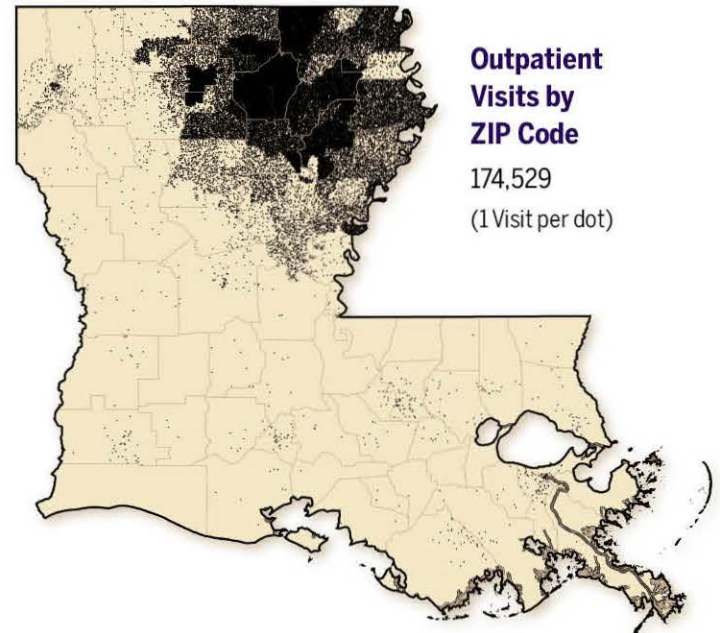 Outpatient
Visits by
ZIP Code
174,529
(1 Visit per dot)